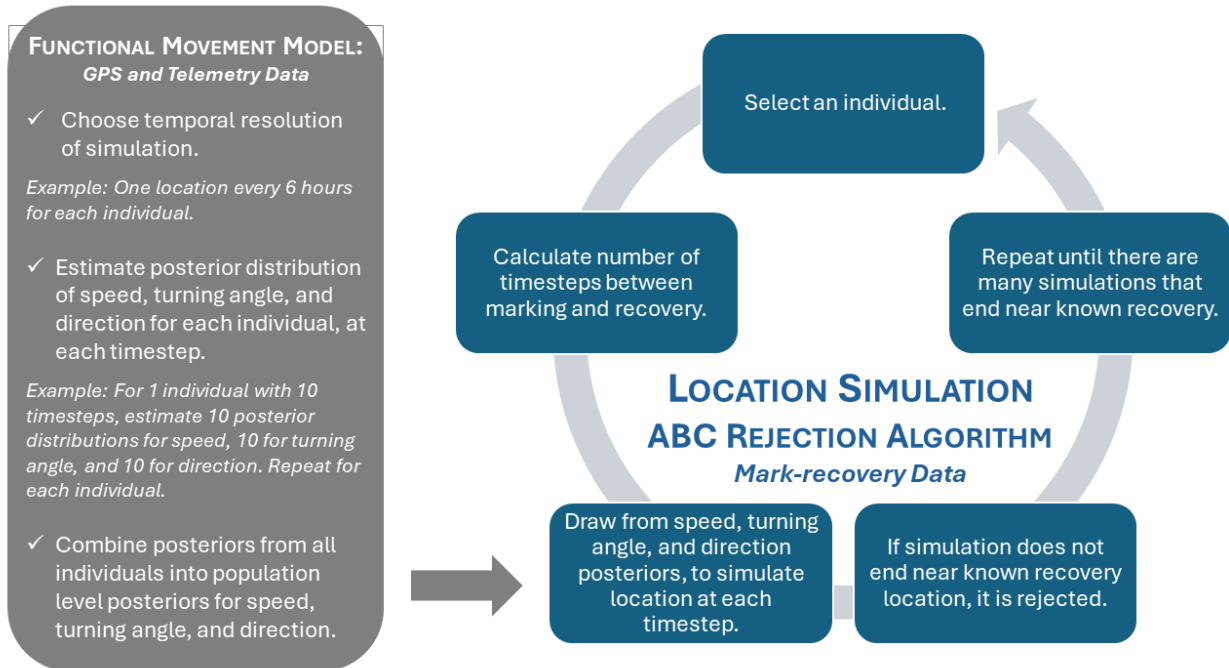 FUNCTIONAL MOVEMENT MODEL:
GPS and Telemetry Data
✓ Choose temporal resolution
of simulation.
Example: One location every 6 hours
for each individual.
✓ Estimate posterior distribution
of speed, turning angle, and
direction for each individual, at
each timestep.
Example: For 1 individual with 10
timesteps, estimate 10 posterior
distributions for speed, 10 for turning
angle, and 10 for direction. Repeat for
each individual.
✓ Combine posteriors from all
individuals into population
level posteriors for speed,
turning angle, and direction.
Select an individual.
Calculate number of
timesteps between
marking and recovery.
Draw from speed, turning
angle, and direction
posteriors, to simulate
location at each
timestep.
If simulation does not
end near known recovery
location, it is rejected.
Repeat until there are
many simulations that
end near known recovery.
LOCATION SIMULATION
ABC REJECTION ALGORITHM
Mark-recovery Data